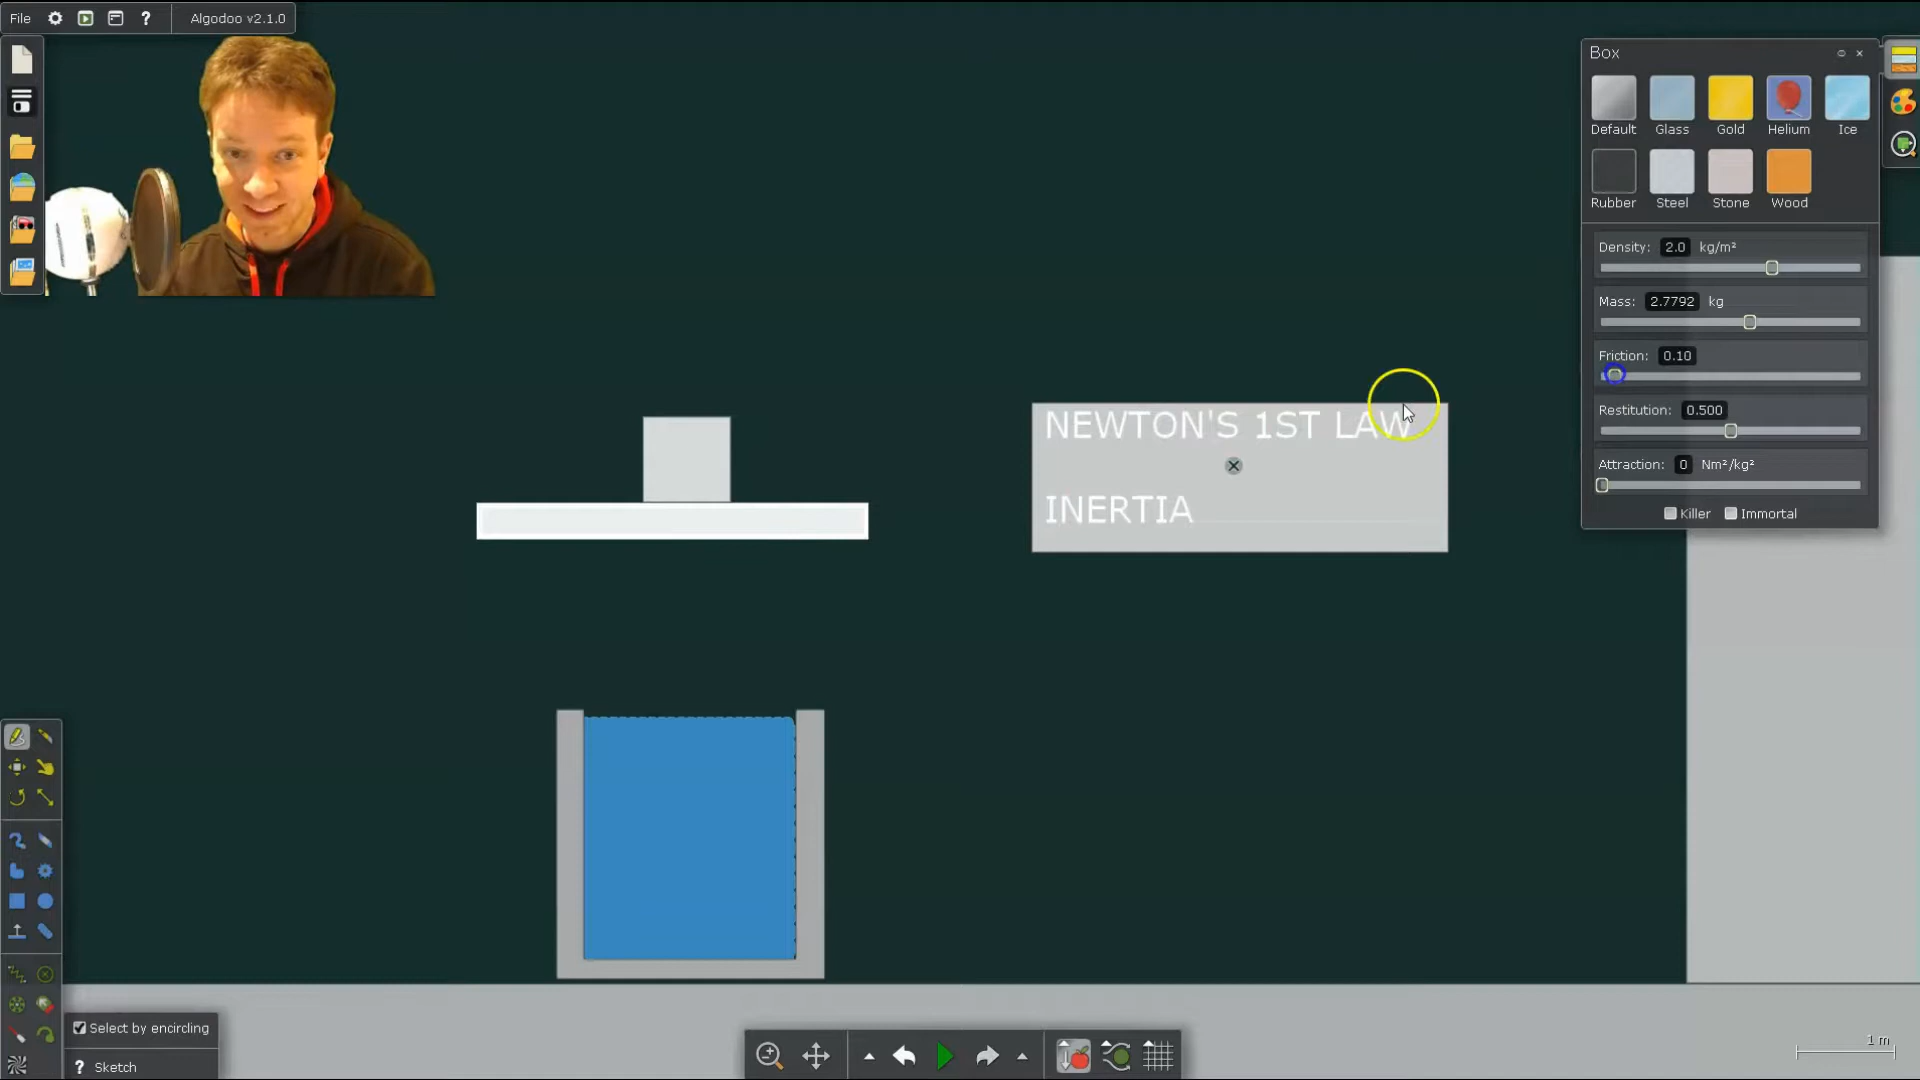 File ? Algodoo v2.1.0
Box
Default Glass Gold Helium Ice
Rubber Steel Stone Wood
Density: 2.0 kg/m²
Mass: 2.7792 kg
Friction: 0.10
Restitution: 0.500
Attraction: 0 Nm²/kg²
Killer Immortal
NEWTON'S 1ST LAW
INERTIA
Select by encircling
? Sketch
1 m